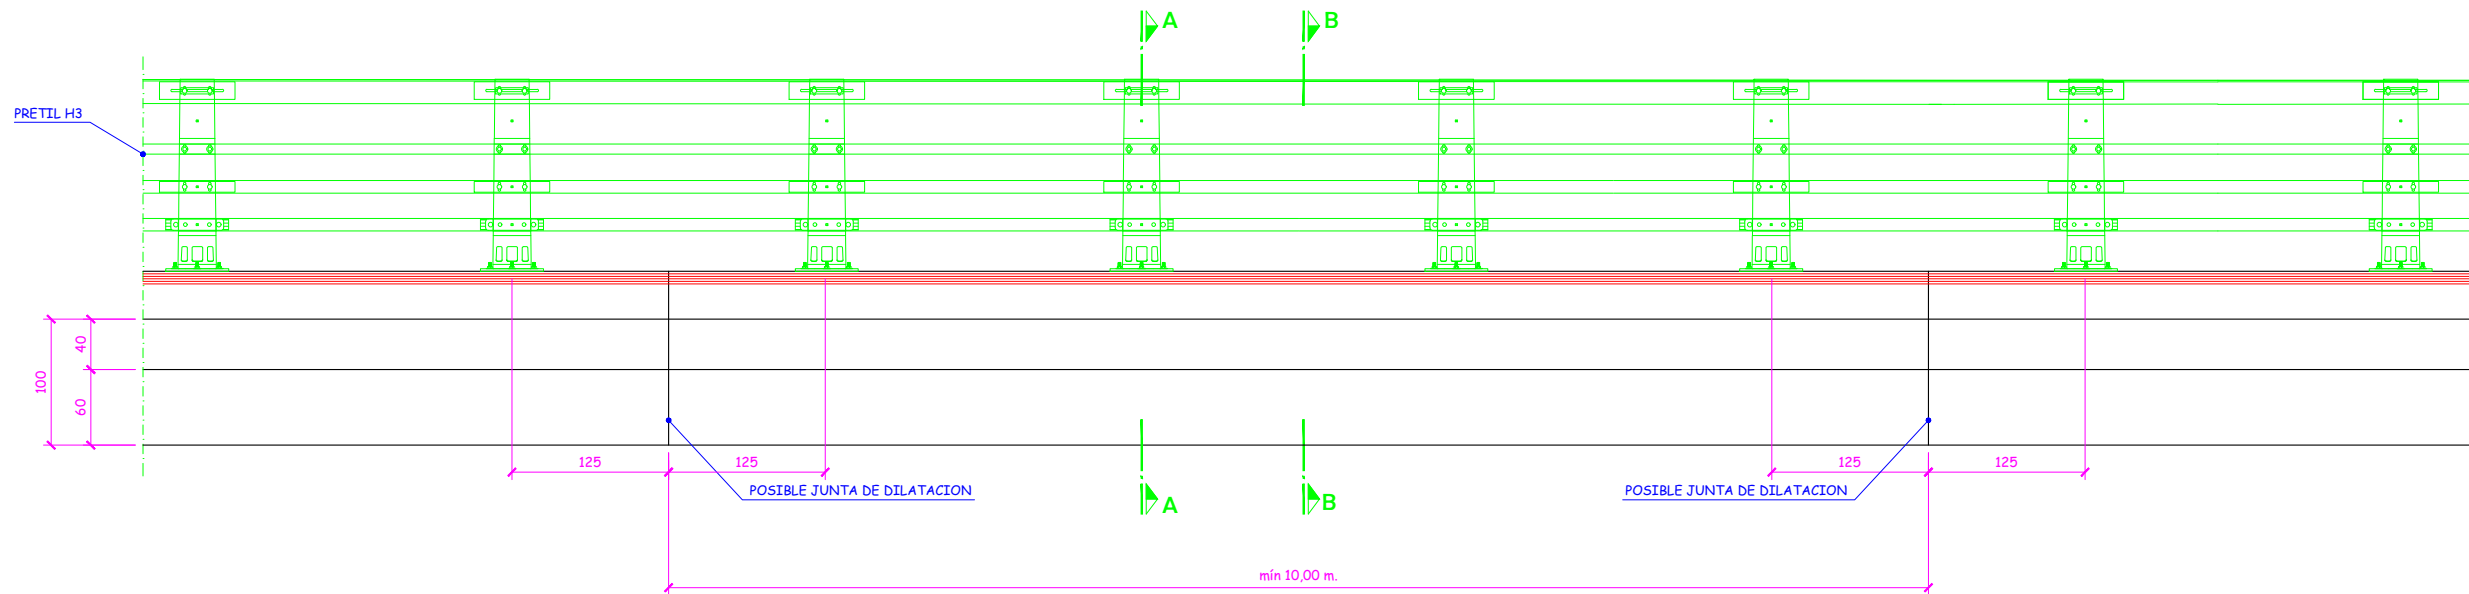 A
B
PRETIL H3
40
100
60
125
125
125
125
POSIBLE JUNTA DE DILATACION
POSIBLE JUNTA DE DILATACION
A
B
mín 10,00 m.